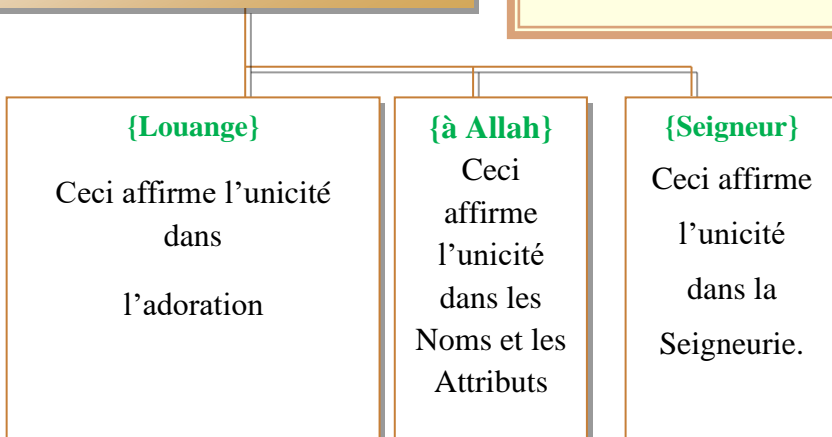 {Louange}
Ceci affirme l’unicité
dans
l’adoration
{à Allah}
Ceci
affirme
l’unicité
dans les
Noms et les
Attributs
{Seigneur}
Ceci affirme
l’unicité
dans la
Seigneurie.